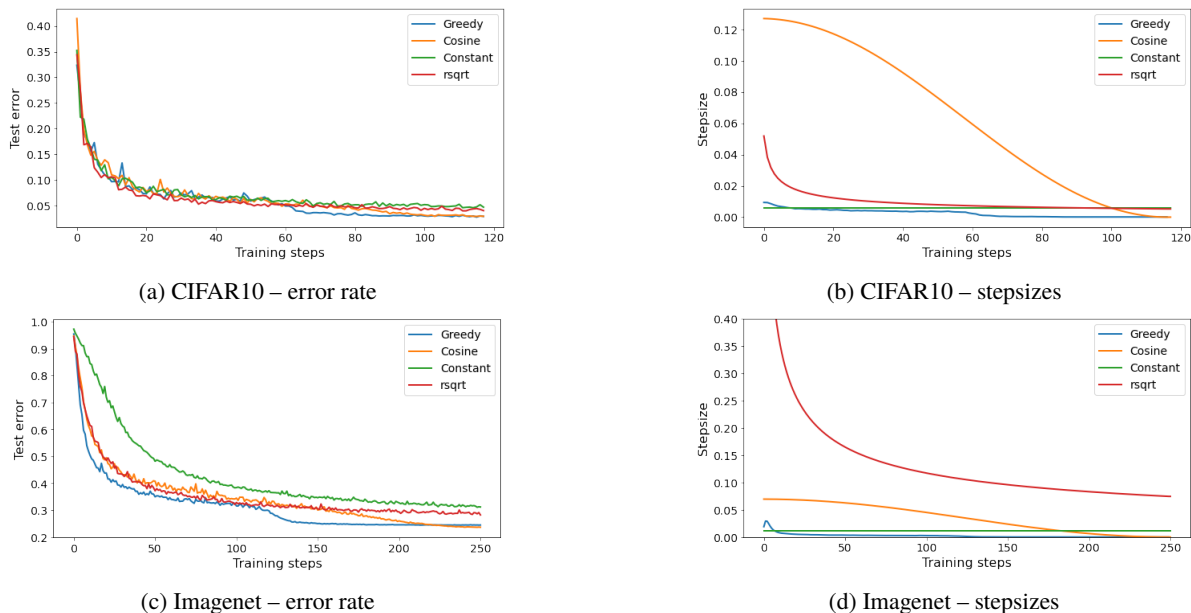 0.40
0.35
0.30
0.25
0.20
0.15
0.10
0.05
Test error
0 20 40 60 80 100 120
Training steps
Greedy
Cosine
Constant
rsqrt
(a) CIFAR10 – error rate
0.12
0.10
0.08
0.06
0.04
0.02
0.00
Stepsize
0 20 40 60 80 100 120
Training steps
Greedy
Cosine
Constant
rsqrt
(b) CIFAR10 – stepsizes
1.0
0.9
0.8
0.7
0.6
0.5
0.4
0.3
0.2
Test error
0 50 100 150 200 250
Training steps
Greedy
Cosine
Constant
rsqrt
(c) Imagenet – error rate
0.40
0.35
0.30
0.25
0.20
0.15
0.10
0.05
0.00
Stepsize
0 50 100 150 200 250
Training steps
Greedy
Cosine
Constant
rsqrt
(d) Imagenet – stepsizes